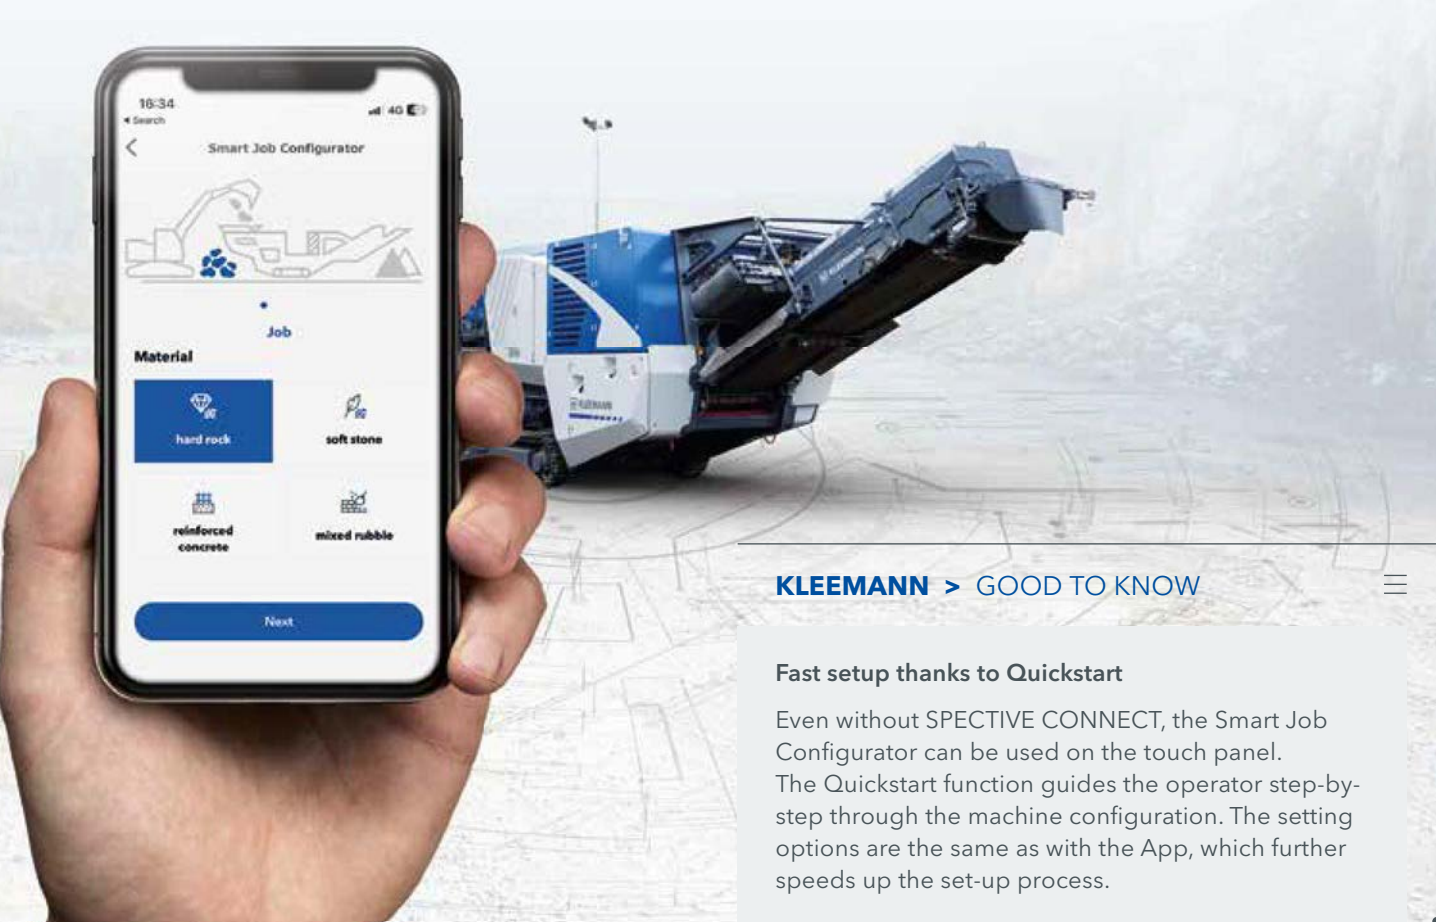 16:34
Search
4G
Smart Job Configurator
Job
Material
hard rock
soft stone
reinforced
concrete
mixed rubble
Next
KLEEMANN
KLEEMANN
KLEEMANN > GOOD TO KNOW
Fast setup thanks to Quickstart
Even without SPECTIVE CONNECT, the Smart Job
Configurator can be used on the touch panel.
The Quickstart function guides the operator step-by-
step through the machine configuration. The setting
options are the same as with the App, which further
speeds up the set-up process.